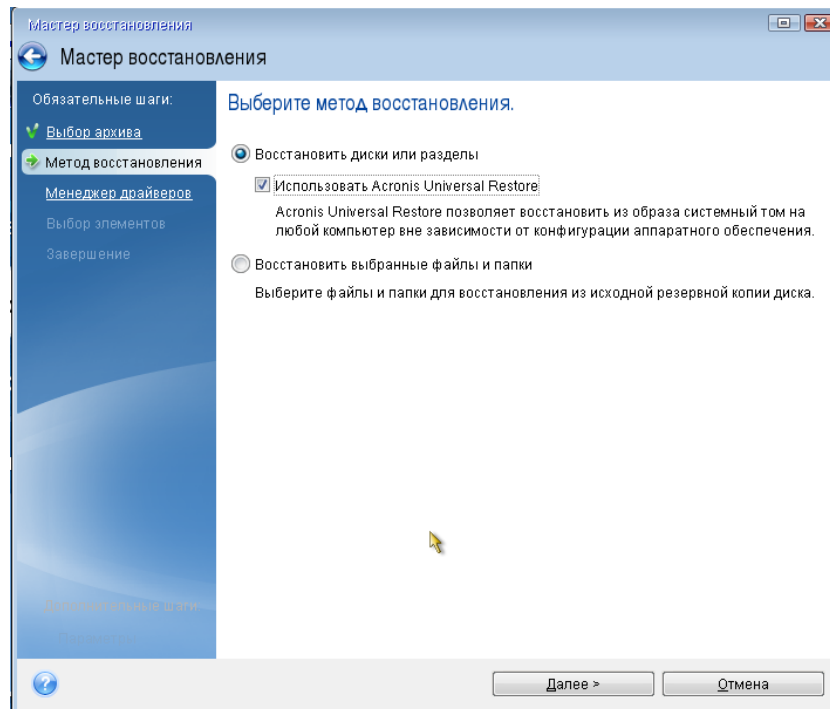 Мастер восстановления
Мастер восстановления
Обязательные шаги:
Выбор архива
Метод восстановления
Менеджер драйверов
Выбор элементов
Завершение
Выберите метод восстановления.
Восстановить диски или разделы
Использовать Acronis Universal Restore
Acronis Universal Restore позволяет восстановить из образа системный том на
любой компьютер вне зависимости от конфигурации аппаратного обеспечения.
Восстановить выбранные файлы и папки
Выберите файлы и папки для восстановления из исходной резервной копии диска.
шаги:
Далее >
Отмена